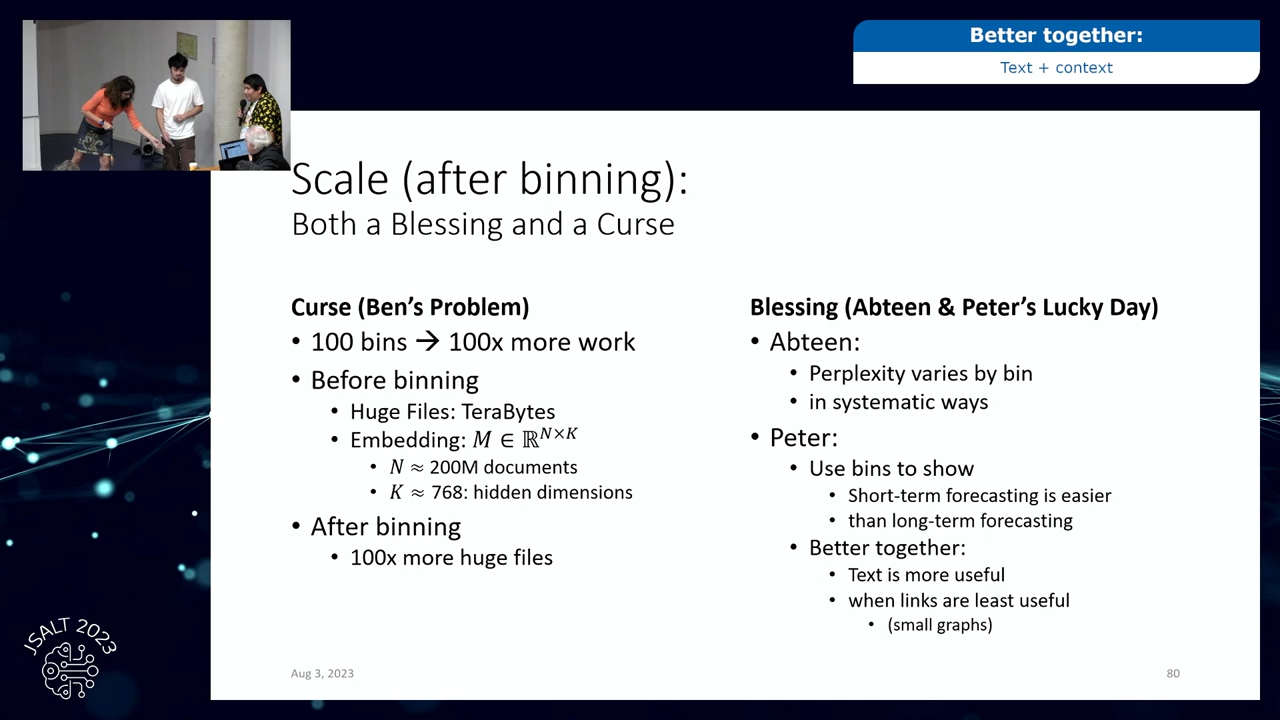 Better together:
Text + context
Scale (after binning):
Both a Blessing and a Curse
Curse (Ben’s Problem)
• 100 bins → 100x more work
• Before binning
• Huge Files: TeraBytes
• Embedding: M ∈ ℝ^{N×K}
• N ≈ 200M documents
• K ≈ 768: hidden dimensions
• After binning
• 100x more huge files
Blessing (Abteen & Peter’s Lucky Day)
• Abteen:
• Perplexity varies by bin
• in systematic ways
• Peter:
• Use bins to show
• Short-term forecasting is easier
• than long-term forecasting
• Better together:
• Text is more useful
• when links are least useful
• (small graphs)
Aug 3, 2023
80
JSALT 2023